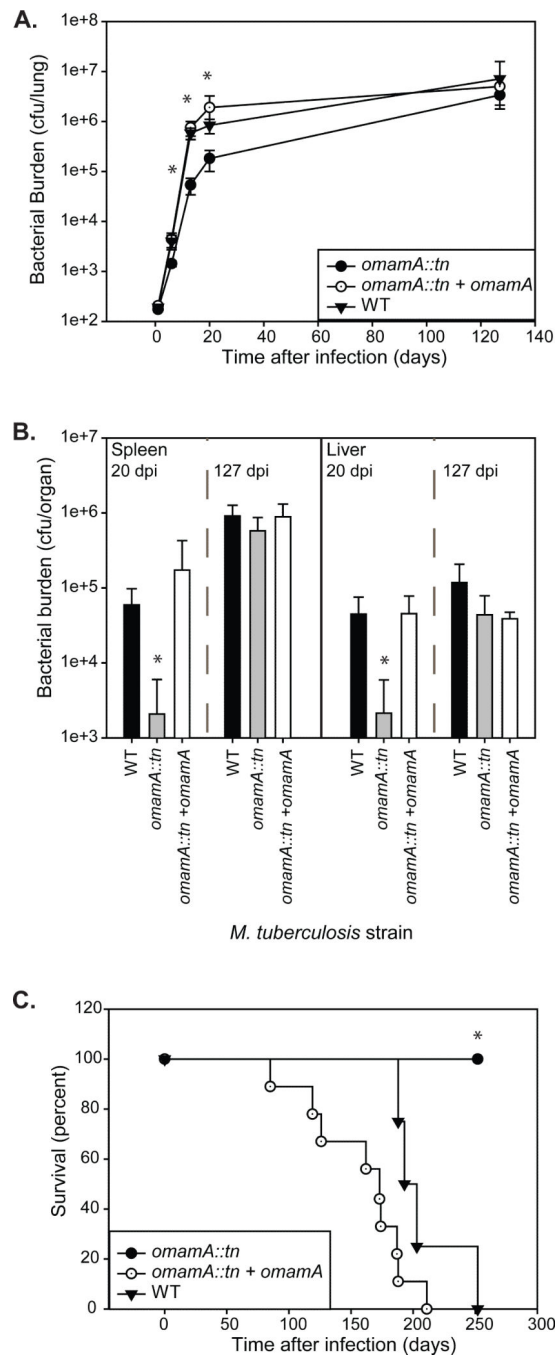 A.
1e+8
1e+7
1e+6
1e+5
1e+4
1e+3
1e+2
Bacterial Burden (cfu/lung)
* * *
omamA::tn
omamA::tn + omamA
WT
0 20 40 60 80 100 120 140
Time after infection (days)
B.
1e+7
1e+6
1e+5
1e+4
1e+3
Bacterial burden (cfu/organ)
Spleen
20 dpi
127 dpi
Liver
20 dpi
127 dpi
* *
WT
omamA::tn
omamA::tn +omamA
WT
omamA::tn
omamA::tn +omamA
WT
omamA::tn
omamA::tn +omamA
WT
omamA::tn
omamA::tn +omamA
M. tuberculosis strain
C.
120
100
80
60
40
20
0
Survival (percent)
*
omamA::tn
omamA::tn + omamA
WT
0 50 100 150 200 250 300
Time after infection (days)